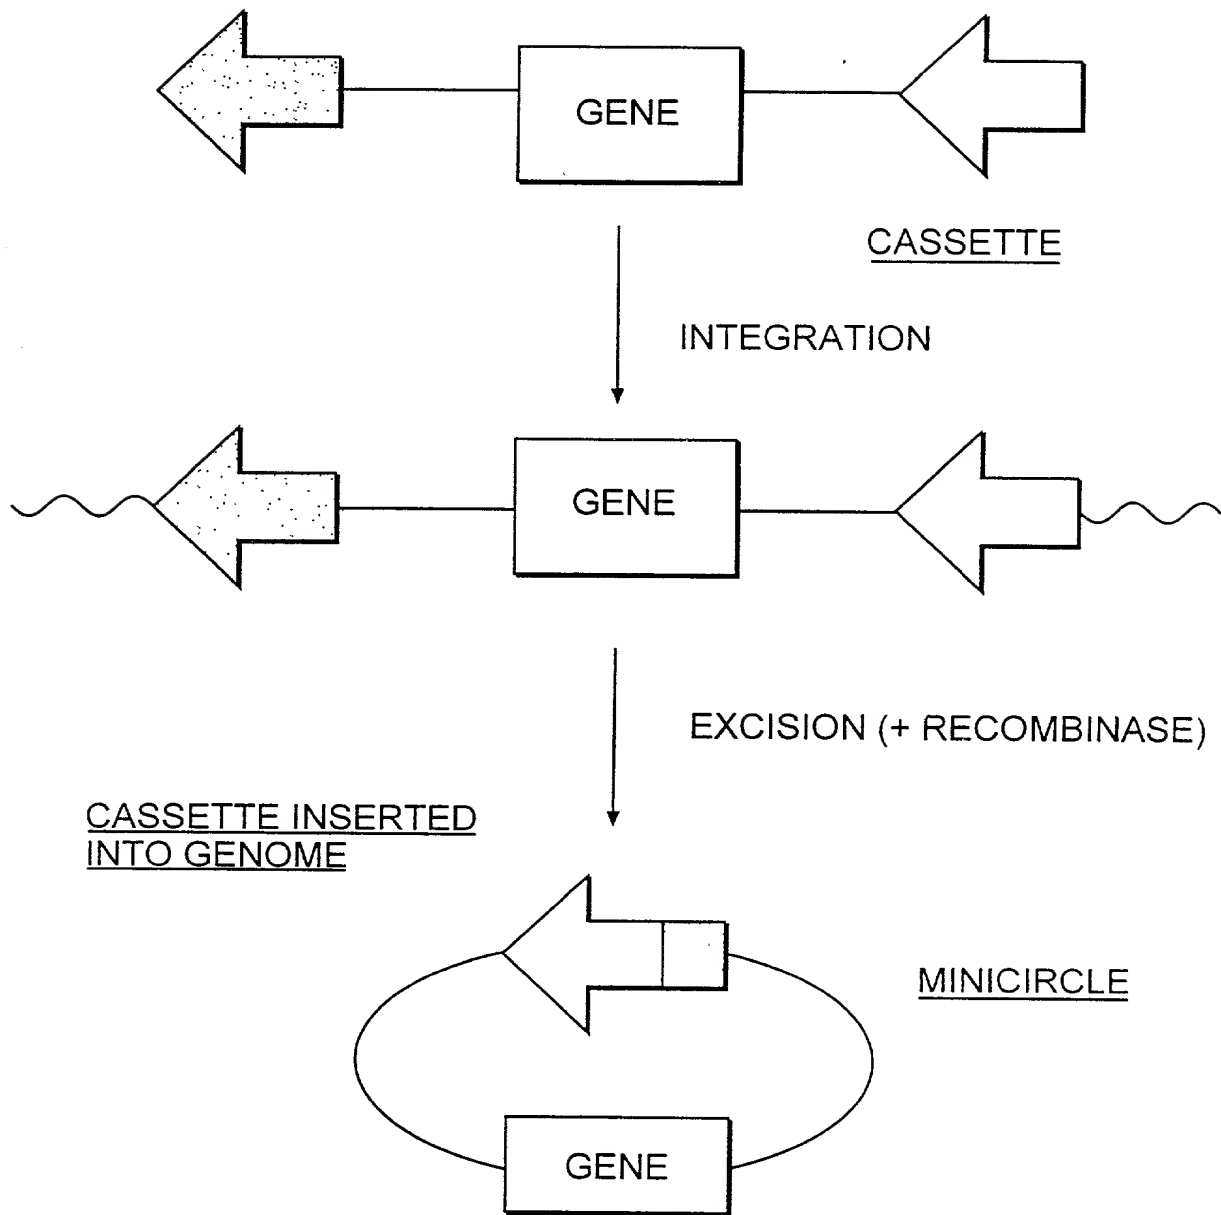 GENE
CASSETTE
INTEGRATION
GENE
EXCISION (+ RECOMBINASE)
CASSETTE INSERTED
INTO GENOME
MINICIRCLE
GENE